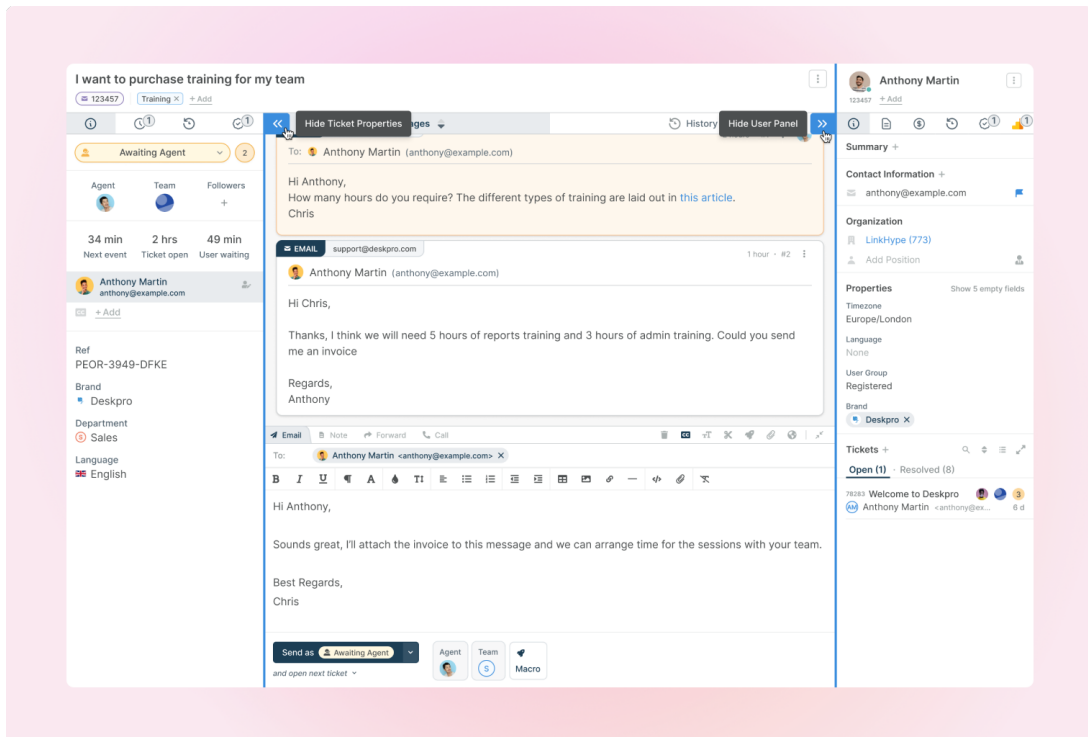 I want to purchase training for my team
123457
Training ×
+ Add
1
1
Awaiting Agent
2
Agent
Team
Followers
+
34 min
2 hrs
49 min
Next event
Ticket open
User waiting
Anthony Martin
anthony@example.com
CC
+ Add
Ref
PEOR-3949-DFKE
Brand
Deskpro
Department
S Sales
Language
English
Hide Ticket Properties
ages
History
Hide User Panel
To: Anthony Martin (anthony@example.com)
Hi Anthony,
How many hours do you require? The different types of training are laid out in this article.
Chris
EMAIL
support@deskpro.com
1 hour · #2
Anthony Martin (anthony@example.com)
Hi Chris,
Thanks, I think we will need 5 hours of reports training and 3 hours of admin training. Could you send
me an invoice
Regards,
Anthony
Email
Note
Forward
Call
CC
To: Anthony Martin <anthony@example.com> ×
B I U ¶ A
Hi Anthony,
Sounds great, I'll attach the invoice to this message and we can arrange time for the sessions with your team.
Best Regards,
Chris
Send as Awaiting Agent
and open next ticket
Agent
Team
S
Macro
Anthony Martin
123457
+ Add
1
1
Summary +
Contact Information +
anthony@example.com
Organization
LinkHype (773)
Add Position
Properties
Show 5 empty fields
Timezone
Europe/London
Language
None
User Group
Registered
Brand
Deskpro ×
Tickets +
Open (1) · Resolved (8)
78283 Welcome to Deskpro
3
AM Anthony Martin <anthony@ex...
6 d